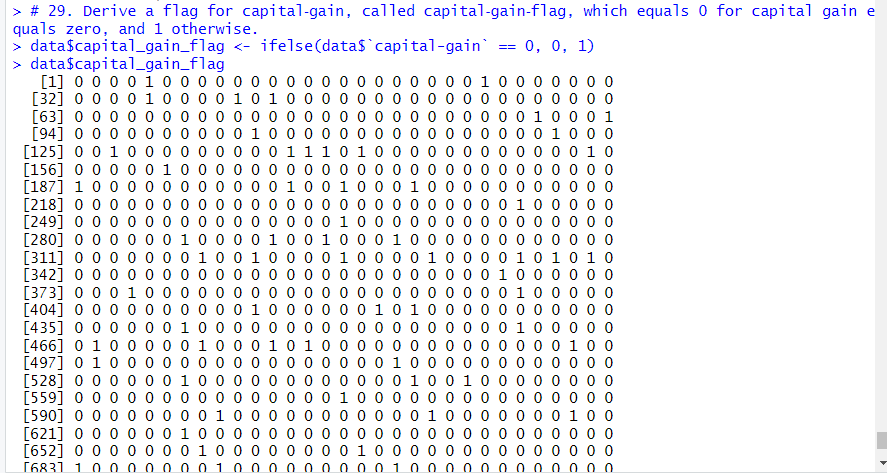 > # 29. Derive a flag for capital-gain, called capital-gain-flag, which equals 0 for capital gain e
quals zero, and 1 otherwise.
> data$capital_gain_flag <- ifelse(data$`capital-gain` == 0, 0, 1)
> data$capital_gain_flag
[1] 0 0 0 0 1 0 0 0 0 0 0 0 0 0 0 0 0 0 0 0 0 0 0 1 0 0 0 0 0 0 0
[32] 0 0 0 0 1 0 0 0 0 1 0 1 0 0 0 0 0 0 0 0 0 0 0 0 0 0 0 0 0 0 0
[63] 0 0 0 0 0 0 0 0 0 0 0 0 0 0 0 0 0 0 0 0 0 0 0 0 0 0 1 0 0 0 1
[94] 0 0 0 0 0 0 0 0 0 0 1 0 0 0 0 0 0 0 0 0 0 0 0 0 0 0 0 1 0 0 0
[125] 0 0 1 0 0 0 0 0 0 0 0 0 1 1 1 0 1 0 0 0 0 0 0 0 0 0 0 0 0 1 0
[156] 0 0 0 0 0 1 0 0 0 0 0 0 0 0 0 0 0 0 0 0 0 0 0 0 0 0 0 0 0 0 0
[187] 1 0 0 0 0 0 0 0 0 0 0 0 1 0 0 1 0 0 0 1 0 0 0 0 0 0 0 0 0 0 0
[218] 0 0 0 0 0 0 0 0 0 0 0 0 0 0 0 0 0 0 0 0 0 0 0 0 0 1 0 0 0 0 0
[249] 0 0 0 0 0 0 0 0 0 0 0 0 0 0 0 1 0 0 0 0 0 0 0 0 0 0 0 0 0 0 0
[280] 0 0 0 0 0 0 1 0 0 0 0 1 0 0 1 0 0 0 1 0 0 0 0 0 0 0 0 0 0 0 0
[311] 0 0 0 0 0 0 0 1 0 0 1 0 0 0 0 1 0 0 0 0 1 0 0 0 0 1 0 1 0 1 0
[342] 0 0 0 0 0 0 0 0 0 0 0 0 0 0 0 0 0 0 0 0 0 0 0 0 1 0 0 0 0 0 0
[373] 0 0 0 1 0 0 0 0 0 0 0 0 0 0 0 0 0 0 0 0 0 0 0 0 0 1 0 0 0 0 0
[404] 0 0 0 0 0 0 0 0 0 0 1 0 0 0 0 0 0 1 0 1 0 0 0 0 0 0 0 0 0 0 0
[435] 0 0 0 0 0 0 1 0 0 0 0 0 0 0 0 0 0 0 0 0 0 0 0 0 0 1 0 0 0 0 0
[466] 0 1 0 0 0 0 0 1 0 0 0 1 0 1 0 0 0 0 0 0 0 0 0 0 0 0 0 0 1 0 0
[497] 0 1 0 0 0 0 0 0 0 0 0 0 0 0 0 0 0 0 1 0 0 0 0 0 0 0 0 0 0 0 0
[528] 0 0 0 0 0 0 1 0 0 0 0 0 0 0 0 0 0 0 0 1 0 0 1 0 0 0 0 0 0 0 0
[559] 0 0 0 0 0 0 0 0 0 0 0 0 0 0 0 1 0 0 0 0 0 0 0 0 0 0 0 0 0 0 0
[590] 0 0 0 0 0 0 0 0 1 0 0 0 0 0 0 0 0 0 0 0 1 0 0 0 0 0 0 0 1 0 0
[621] 0 0 0 0 0 0 1 0 0 0 0 0 0 0 0 0 0 0 0 0 0 0 0 0 0 0 0 0 0 0 0
[652] 0 0 0 0 0 0 0 1 0 0 0 0 0 0 0 0 1 0 0 0 0 0 0 0 0 0 0 0 0 0 0
[683] 1 0 0 0 0 0 0 0 1 0 0 0 0 0 0 0 0 0 1 0 0 0 0 0 0 0 0 0 0 0 0